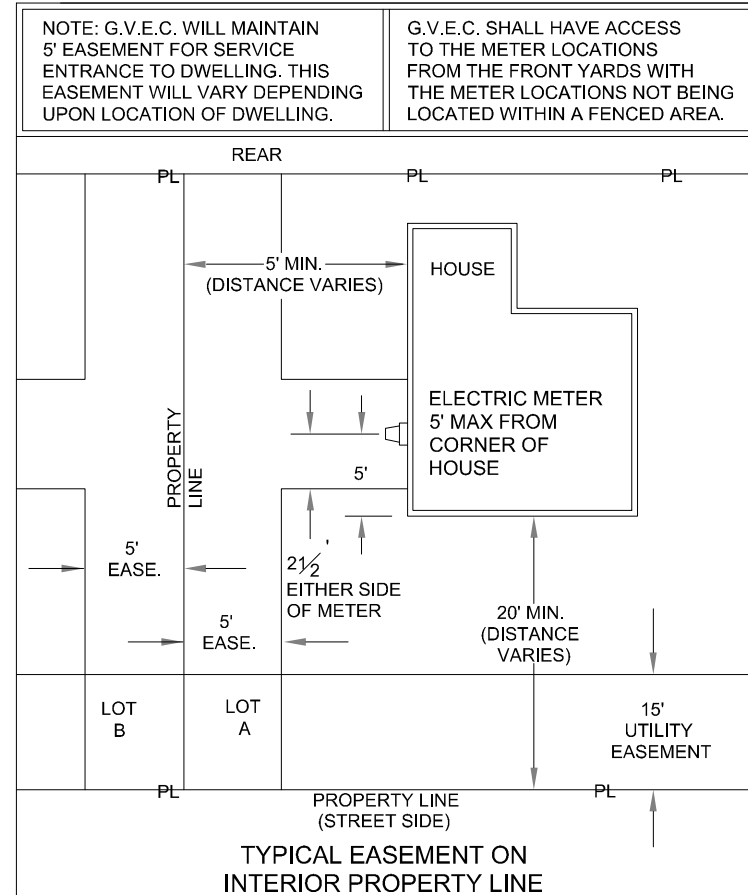 NOTE: G.V.E.C. WILL MAINTAIN
5' EASEMENT FOR SERVICE
ENTRANCE TO DWELLING. THIS
EASEMENT WILL VARY DEPENDING
UPON LOCATION OF DWELLING.
G.V.E.C. SHALL HAVE ACCESS
TO THE METER LOCATIONS
FROM THE FRONT YARDS WITH
THE METER LOCATIONS NOT BEING
LOCATED WITHIN A FENCED AREA.
REAR
PL
PL
PL
5' MIN.
(DISTANCE VARIES)
HOUSE
ELECTRIC METER
5' MAX FROM
CORNER OF
HOUSE
PROPERTY
LINE
5'
5'
EASE.
2 1/2'
EITHER SIDE
OF METER
5'
EASE.
20' MIN.
(DISTANCE
VARIES)
LOT
B
LOT
A
15'
UTILITY
EASEMENT
PL
PL
PROPERTY LINE
(STREET SIDE)
TYPICAL EASEMENT ON
INTERIOR PROPERTY LINE